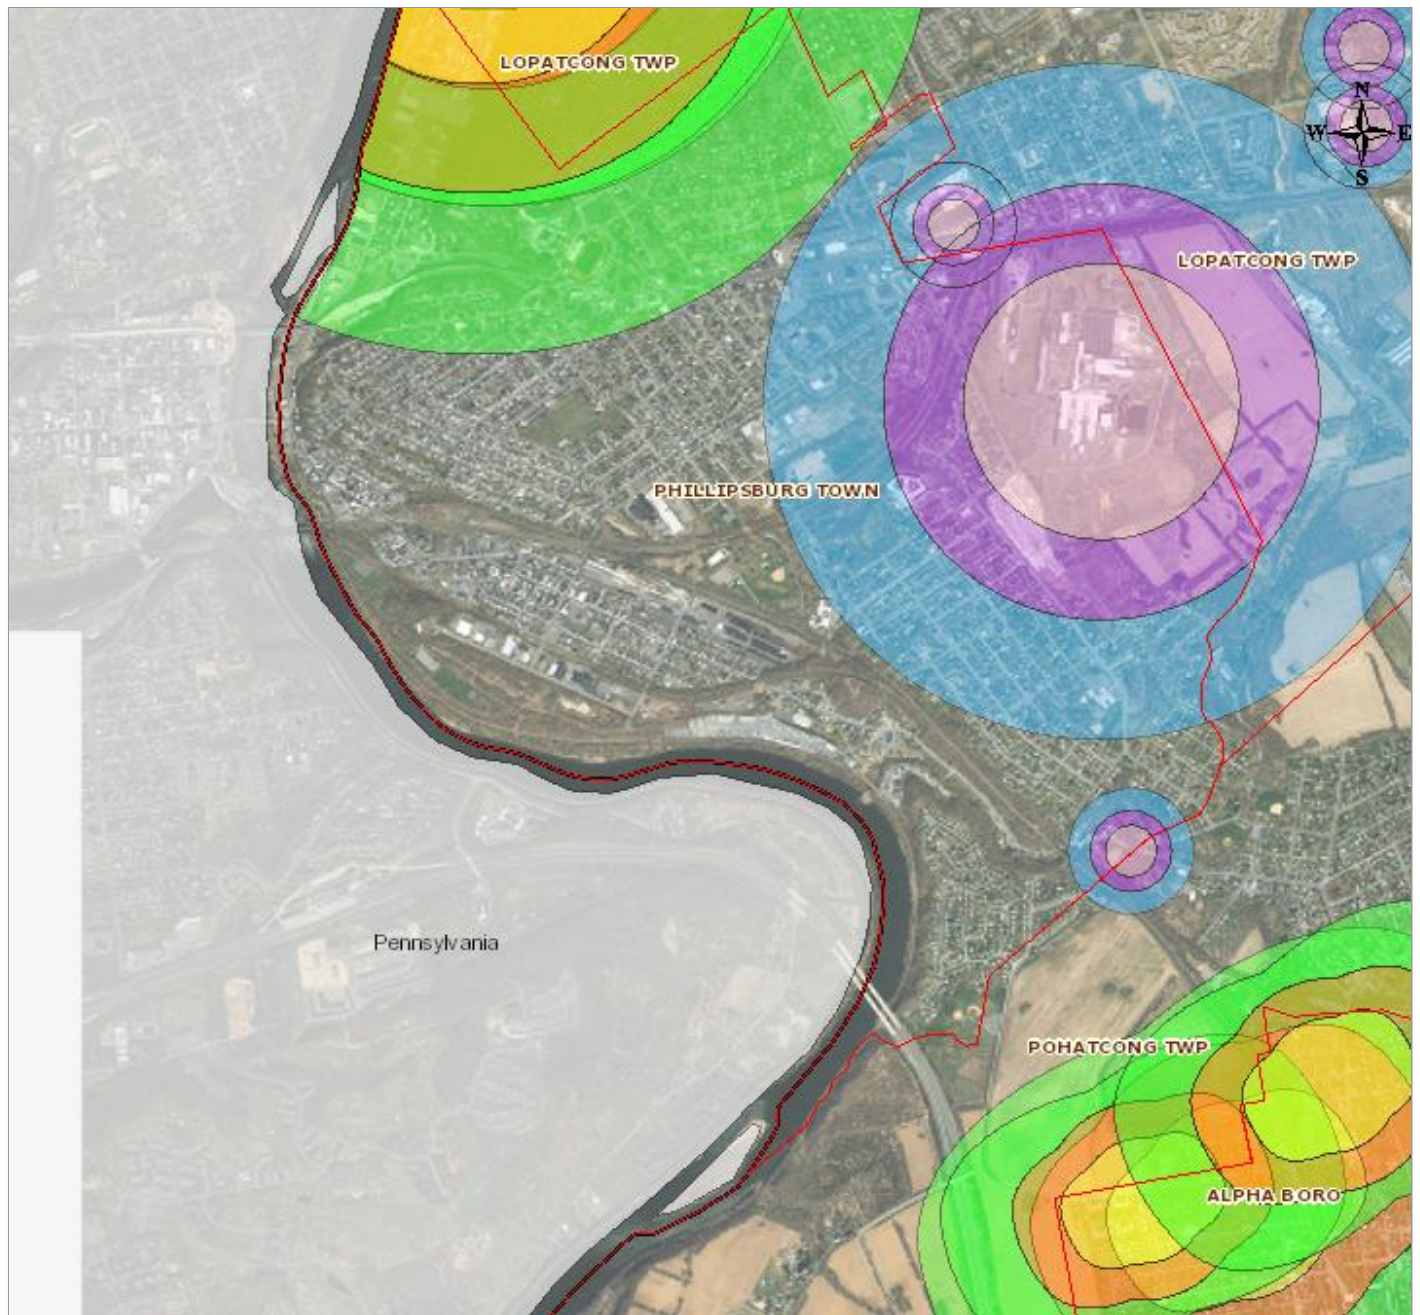 LOPATCONG TWP
N
W E
S
LOPATCONG TWP
PHILLIPSBURG TOWN
Pennsylvania
POHATCONG TWP
ALPHA BORO